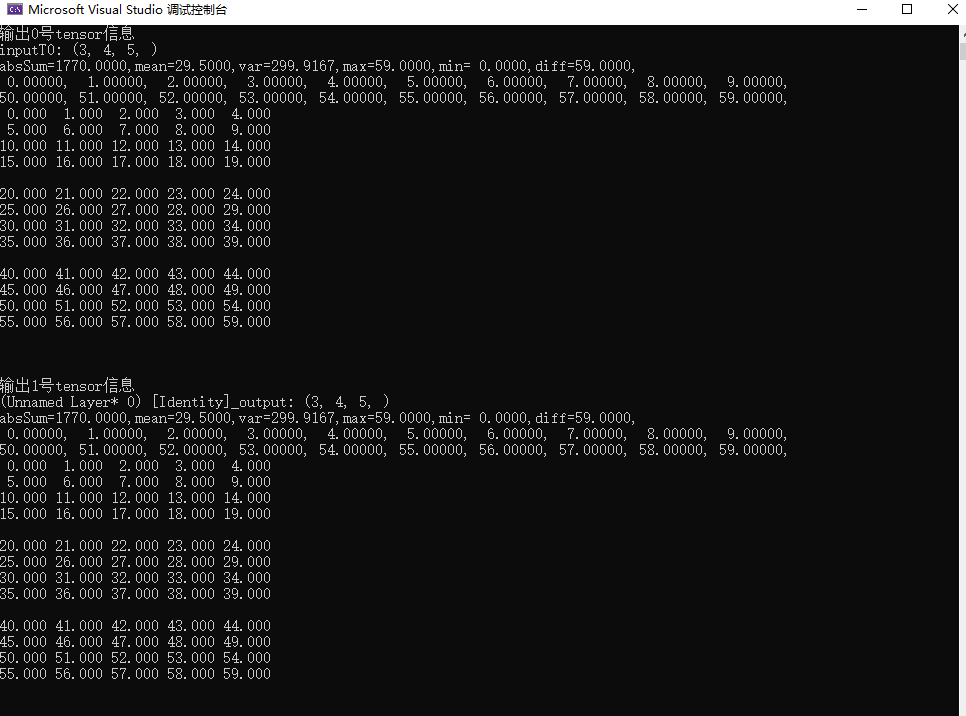 Microsoft Visual Studio 调试控制台
输出0号tensor信息
inputT0: (3, 4, 5, )
absSum=1770.0000,mean=29.5000,var=299.9167,max=59.0000,min= 0.0000,diff=59.0000,
 0.00000,  1.00000,  2.00000,  3.00000,  4.00000,  5.00000,  6.00000,  7.00000,  8.00000,  9.00000,
50.00000, 51.00000, 52.00000, 53.00000, 54.00000, 55.00000, 56.00000, 57.00000, 58.00000, 59.00000,
 0.000  1.000  2.000  3.000  4.000
 5.000  6.000  7.000  8.000  9.000
10.000 11.000 12.000 13.000 14.000
15.000 16.000 17.000 18.000 19.000
20.000 21.000 22.000 23.000 24.000
25.000 26.000 27.000 28.000 29.000
30.000 31.000 32.000 33.000 34.000
35.000 36.000 37.000 38.000 39.000
40.000 41.000 42.000 43.000 44.000
45.000 46.000 47.000 48.000 49.000
50.000 51.000 52.000 53.000 54.000
55.000 56.000 57.000 58.000 59.000
输出1号tensor信息
(Unnamed Layer* 0) [Identity]_output: (3, 4, 5, )
absSum=1770.0000,mean=29.5000,var=299.9167,max=59.0000,min= 0.0000,diff=59.0000,
 0.00000,  1.00000,  2.00000,  3.00000,  4.00000,  5.00000,  6.00000,  7.00000,  8.00000,  9.00000,
50.00000, 51.00000, 52.00000, 53.00000, 54.00000, 55.00000, 56.00000, 57.00000, 58.00000, 59.00000,
 0.000  1.000  2.000  3.000  4.000
 5.000  6.000  7.000  8.000  9.000
10.000 11.000 12.000 13.000 14.000
15.000 16.000 17.000 18.000 19.000
20.000 21.000 22.000 23.000 24.000
25.000 26.000 27.000 28.000 29.000
30.000 31.000 32.000 33.000 34.000
35.000 36.000 37.000 38.000 39.000
40.000 41.000 42.000 43.000 44.000
45.000 46.000 47.000 48.000 49.000
50.000 51.000 52.000 53.000 54.000
55.000 56.000 57.000 58.000 59.000